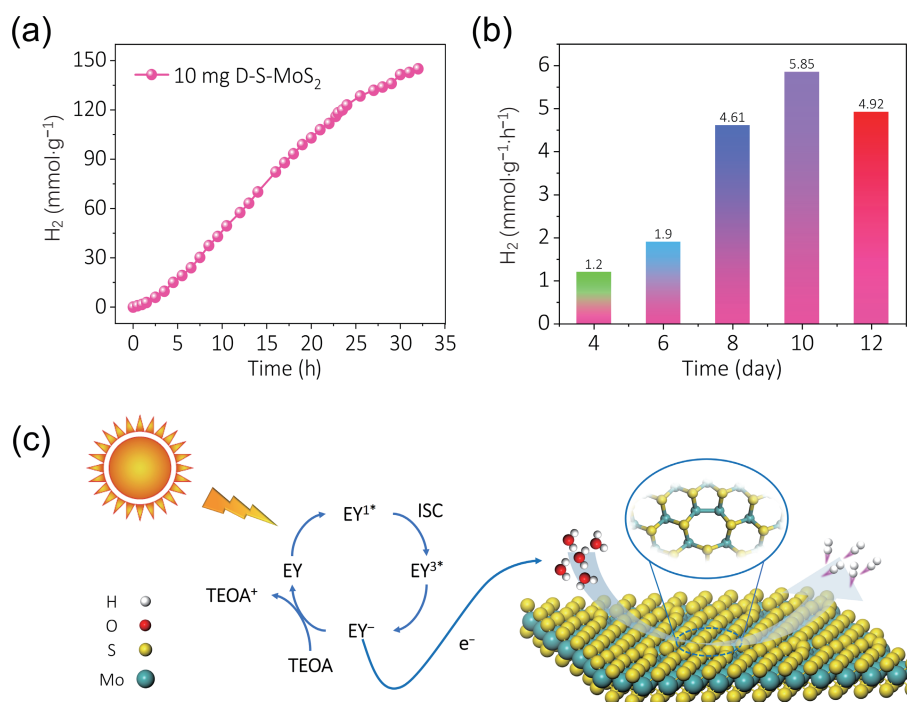 (a)
150
120
90
60
30
0
H₂ (mmol·g⁻¹)
10 mg D-S-MoS₂
0 5 10 15 20 25 30 35
Time (h)
(b)
6
5
4
3
2
1
0
H₂ (mmol·g⁻¹·h⁻¹)
1.2
1.9
4.61
5.85
4.92
4 6 8 10 12
Time (day)
(c)
EY¹*
ISC
EY
EY³*
TEOA⁺
EY⁻
TEOA
e⁻
H
O
S
Mo